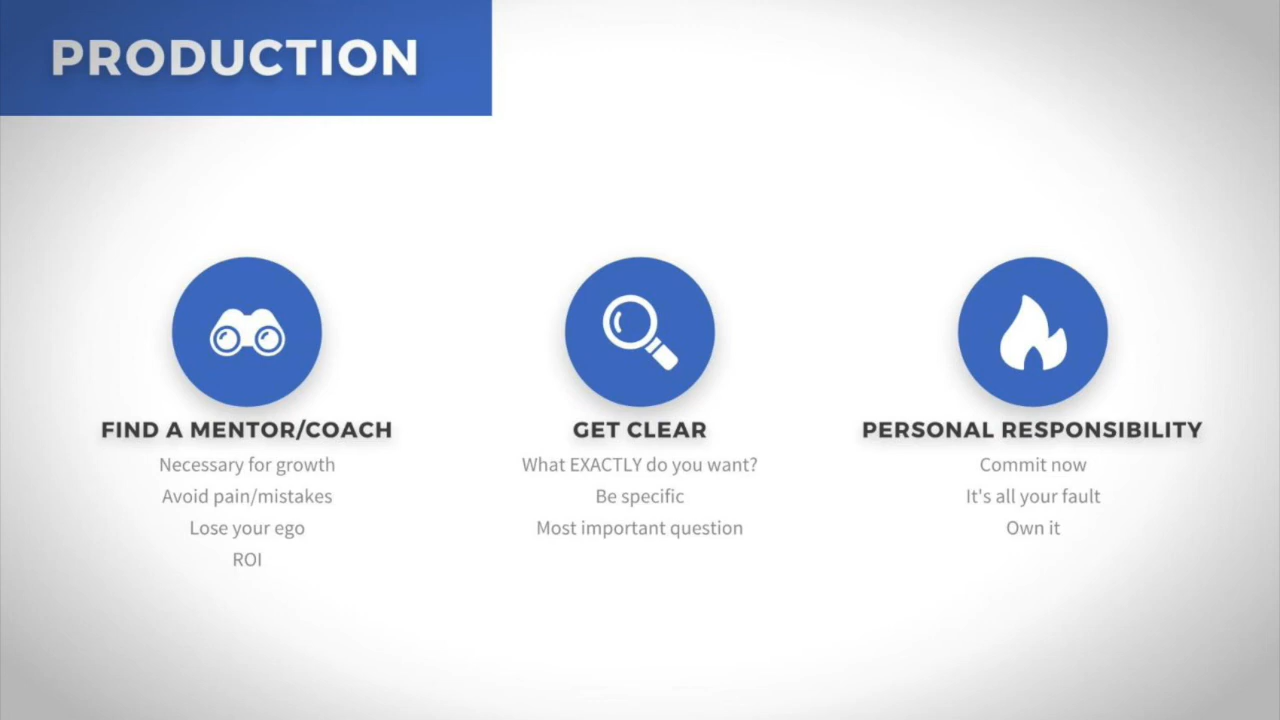 PRODUCTION
FIND A MENTOR/COACH
Necessary for growth
Avoid pain/mistakes
Lose your ego
ROI
GET CLEAR
What EXACTLY do you want?
Be specific
Most important question
PERSONAL RESPONSIBILITY
Commit now
It's all your fault
Own it